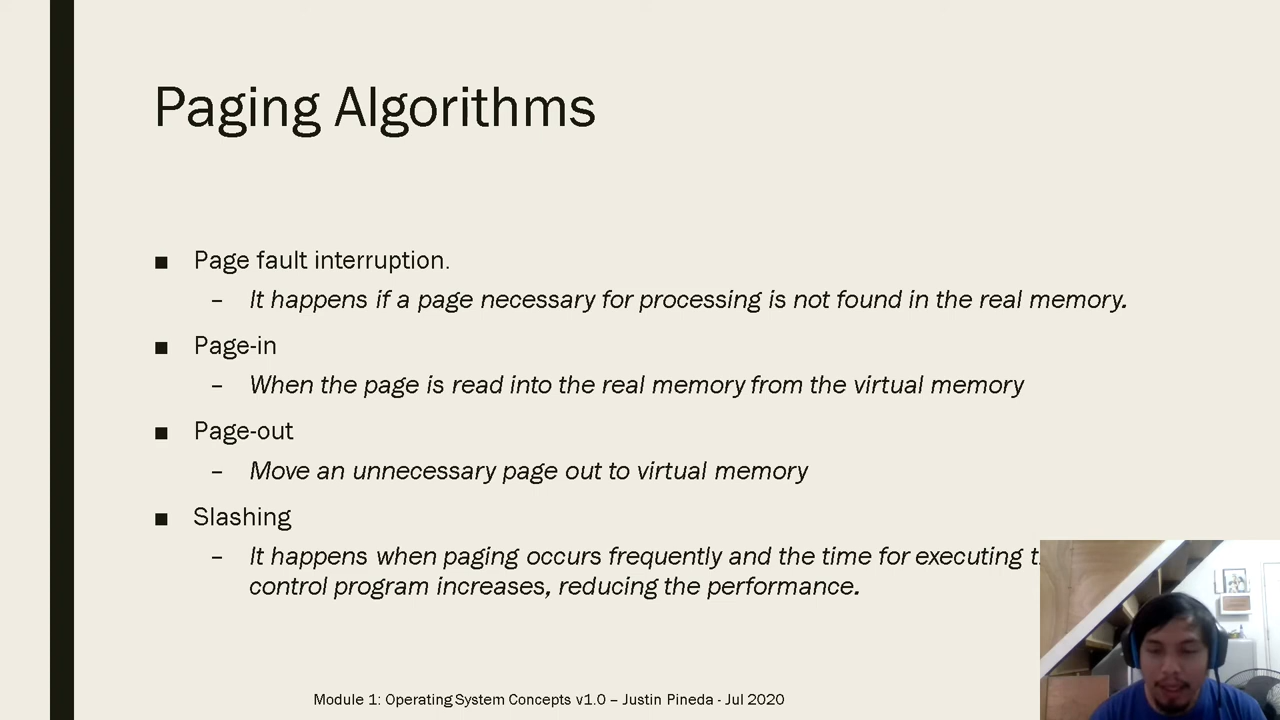 Paging Algorithms
■ Page fault interruption.
– It happens if a page necessary for processing is not found in the real memory.
■ Page-in
– When the page is read into the real memory from the virtual memory
■ Page-out
– Move an unnecessary page out to virtual memory
■ Slashing
– It happens when paging occurs frequently and the time for executing
control program increases, reducing the performance.
Module 1: Operating System Concepts v1.0 – Justin Pineda - Jul 2020